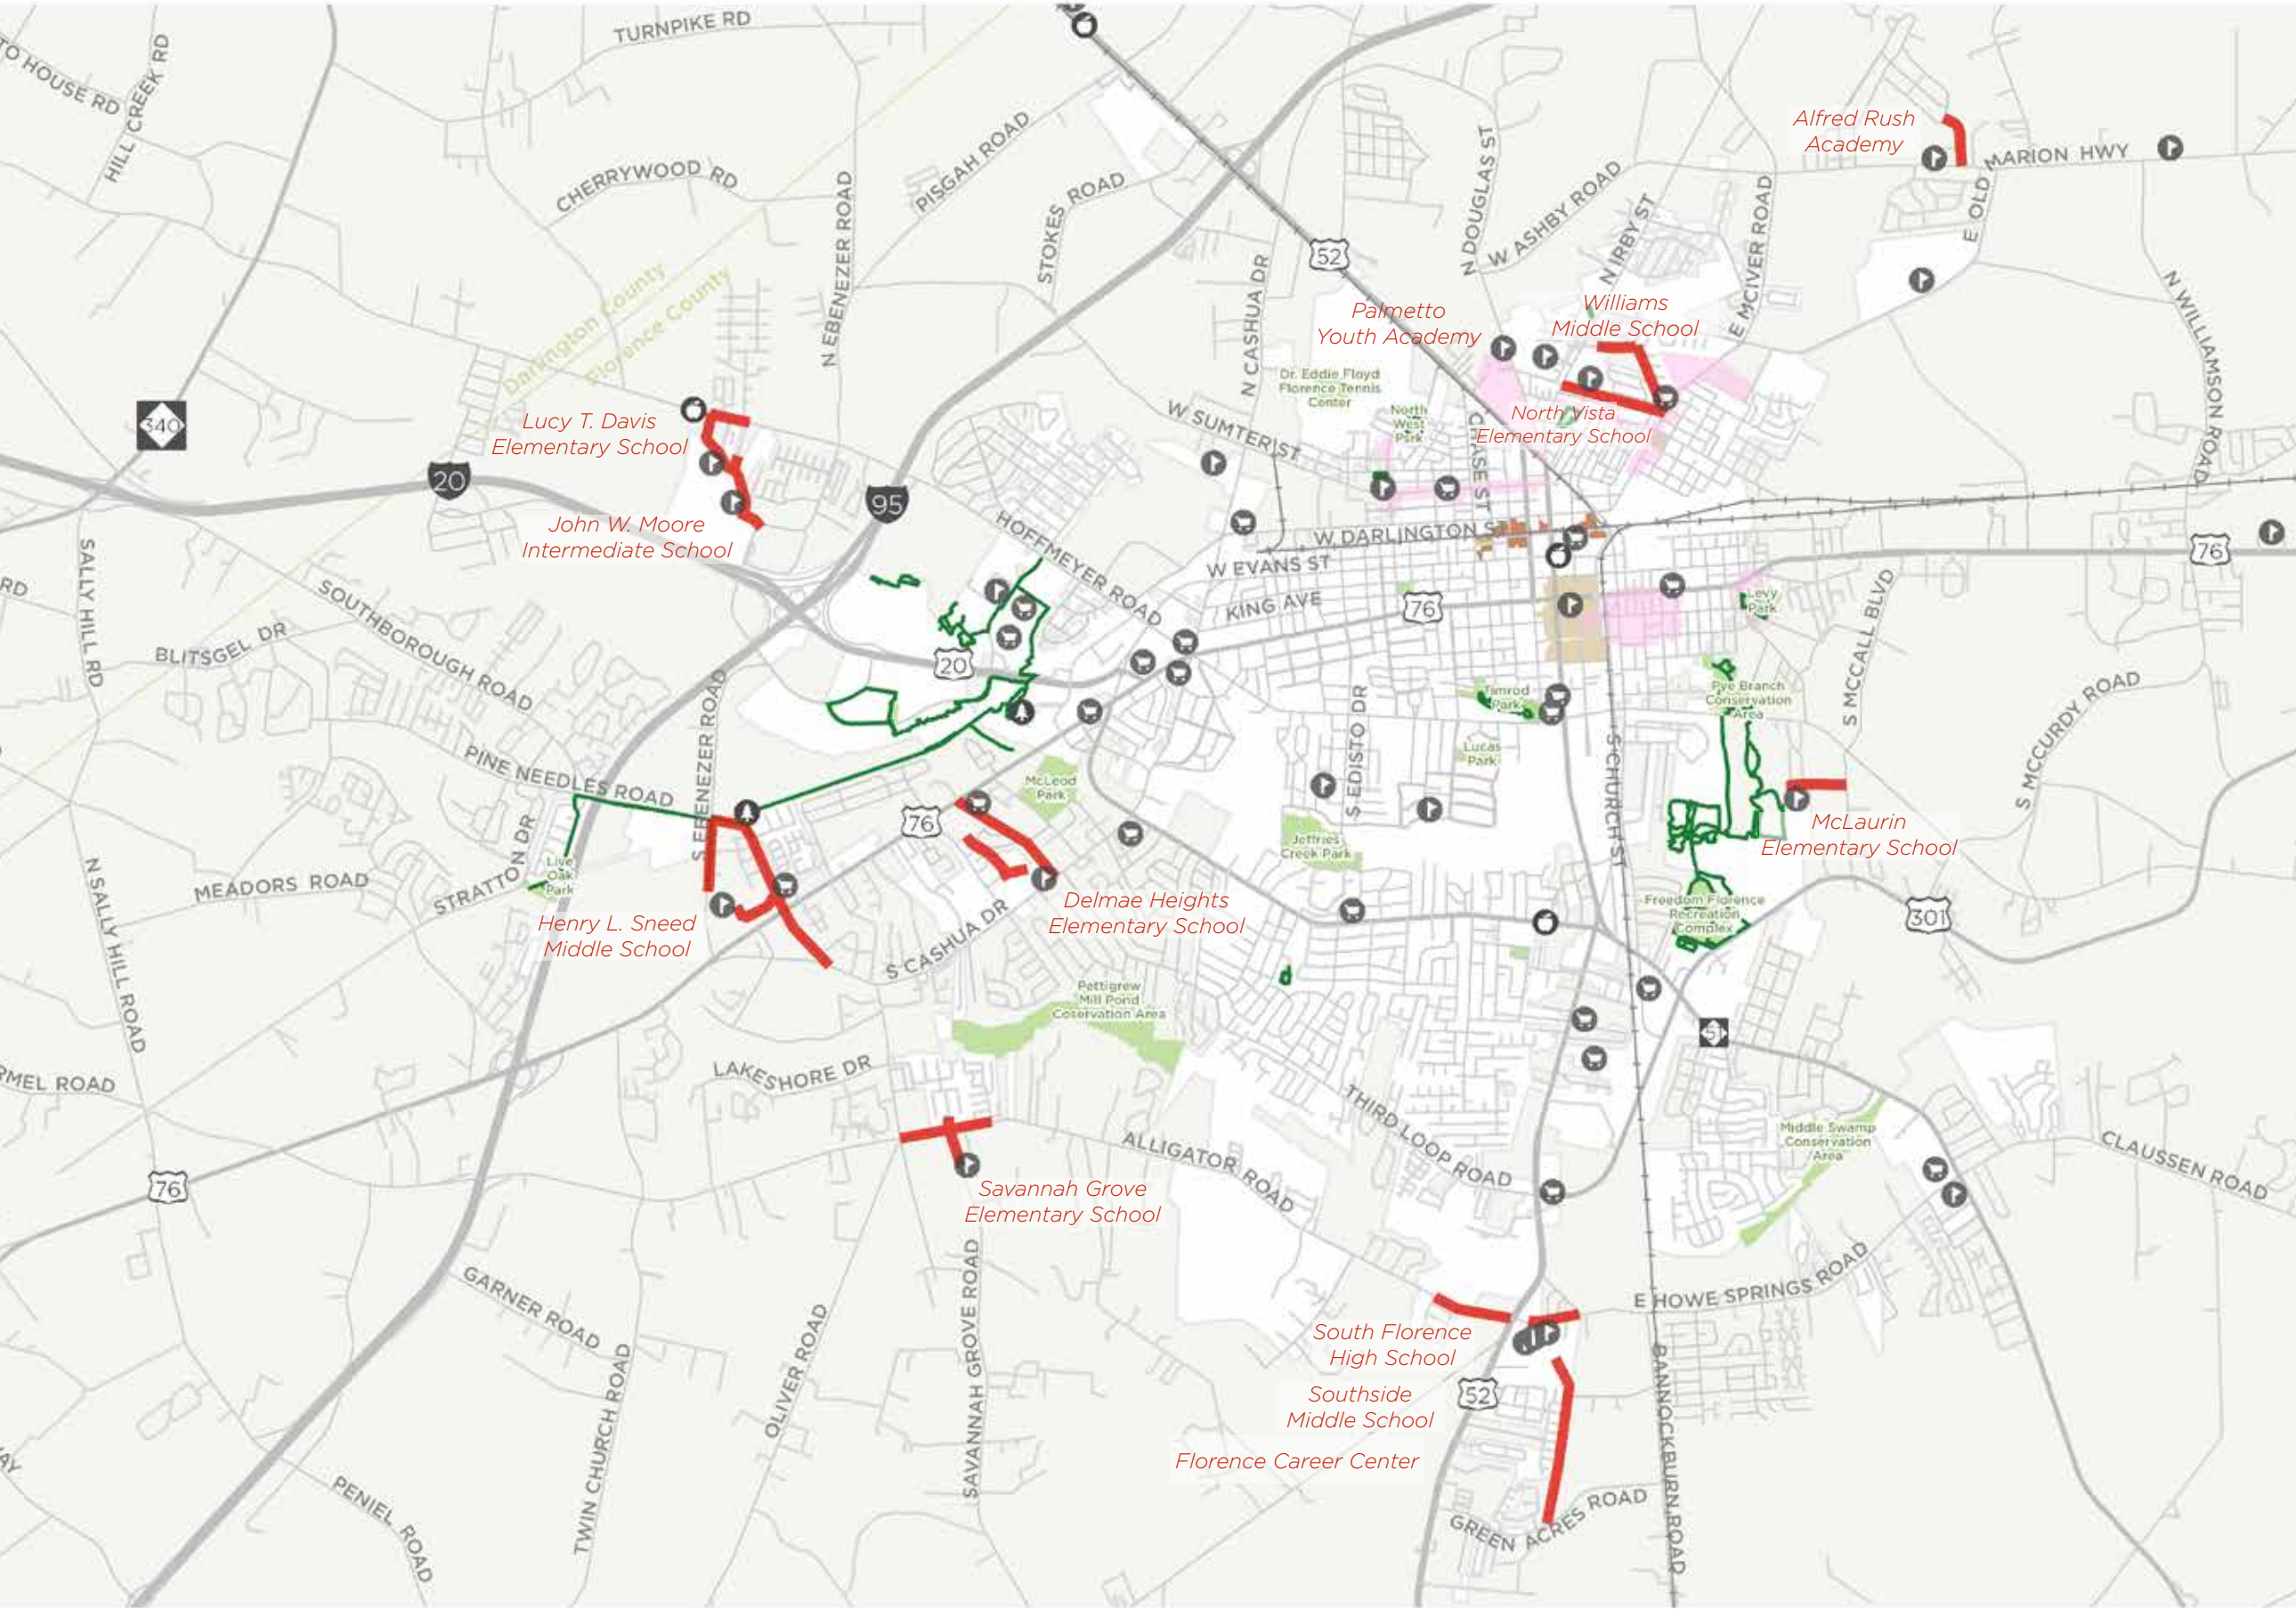 TURNPIKE RD
TO HOUSE RD
HILL CREEK RD
CHERRYWOOD RD
N EBENEZER ROAD
PISGAH ROAD
STOKES ROAD
N DOUGLAS ST
W ASHBY ROAD
N IRBY ST
E MCIVER ROAD
Alfred Rush
Academy
E OLD MARION HWY
N WILLIAMSON ROAD
52
N CASHUA DR
Darlington County
Florence County
Palmetto
Youth Academy
Williams
Middle School
Dr. Eddie Floyd
Florence Tennis
Center
North
West
Park
North Vista
Elementary School
CHASE ST
W SUMTER ST
340
20
95
Lucy T. Davis
Elementary School
John W. Moore
Intermediate School
HOFFMEYER ROAD
W DARLINGTON ST
W EVANS ST
KING AVE
76
76
Levy
Park
S MCCALL BLVD
SALLY HILL RD
RD
SOUTHBOROUGH ROAD
BLITSGEL DR
20
PINE NEEDLES ROAD
S EBENEZER ROAD
Timrod
Park
Pye Branch
Conservation
Area
S MCCURDY ROAD
Lucas
Park
S EDISTO DR
S CHURCH ST
McLeod
Park
76
Jeffries
Creek Park
McLaurin
Elementary School
Live
Oak
Park
STRATTON DR
MEADORS ROAD
N SALLY HILL ROAD
Henry L. Sneed
Middle School
Delmae Heights
Elementary School
S CASHUA DR
Freedom Florence
Recreation
Complex
301
Pettigrew
Mill Pond
Coservation Area
51
LAKESHORE DR
RMEL ROAD
THIRD LOOP ROAD
ALLIGATOR ROAD
Middle Swamp
Conservation
Area
CLAUSSEN ROAD
76
Savannah Grove
Elementary School
GARNER ROAD
TWIN CHURCH ROAD
OLIVER ROAD
SAVANNAH GROVE ROAD
E HOWE SPRINGS ROAD
South Florence
High School
52
Southside
Middle School
Florence Career Center
BANNOCKBURN ROAD
GREEN ACRES ROAD
PENIEL ROAD
AY